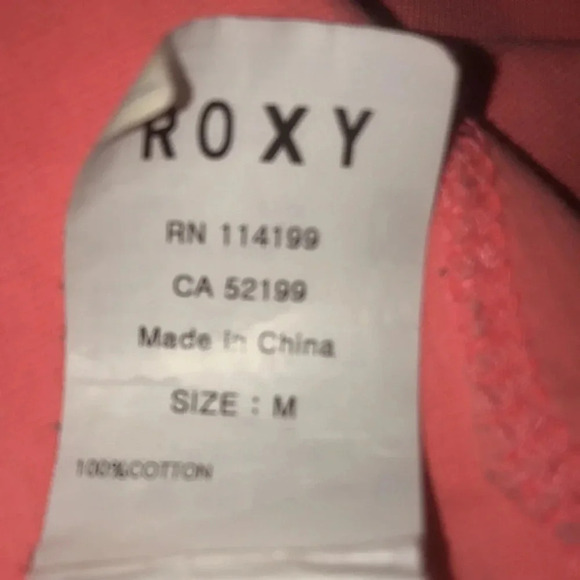 ROXY
RN 114199
CA 52199
Made in China
SIZE : M
100%COTTON